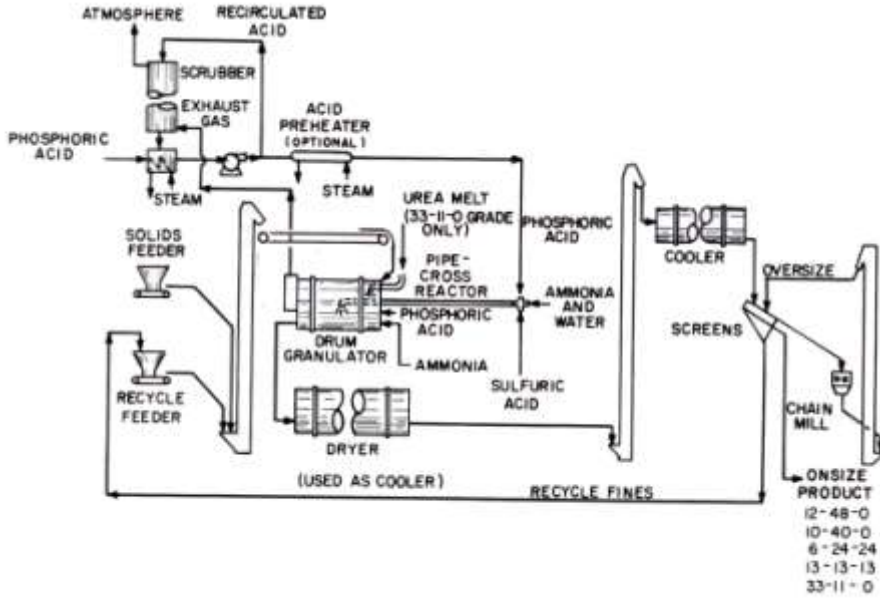 ATMOSPHERE
RECIRCULATED
ACID
SCRUBBER
EXHAUST
GAS
ACID
PREHEATER
(OPTIONAL)
PHOSPHORIC
ACID
STEAM
STEAM
UREA MELT
(33-11-0 GRADE
ONLY)
PHOSPHORIC
ACID
SOLIDS
FEEDER
COOLER
OVERSIZE
PIPE-
CROSS
REACTOR
AMMONIA
AND
WATER
PHOSPHORIC
ACID
SCREENS
DRUM
GRANULATOR
AMMONIA
SULFURIC
ACID
RECYCLE
FEEDER
CHAIN
MILL
DRYER
(USED AS COOLER)
RECYCLE FINES
ONSIZE
PRODUCT
12-48-0
10-40-0
6-24-24
13-13-13
33-11-0